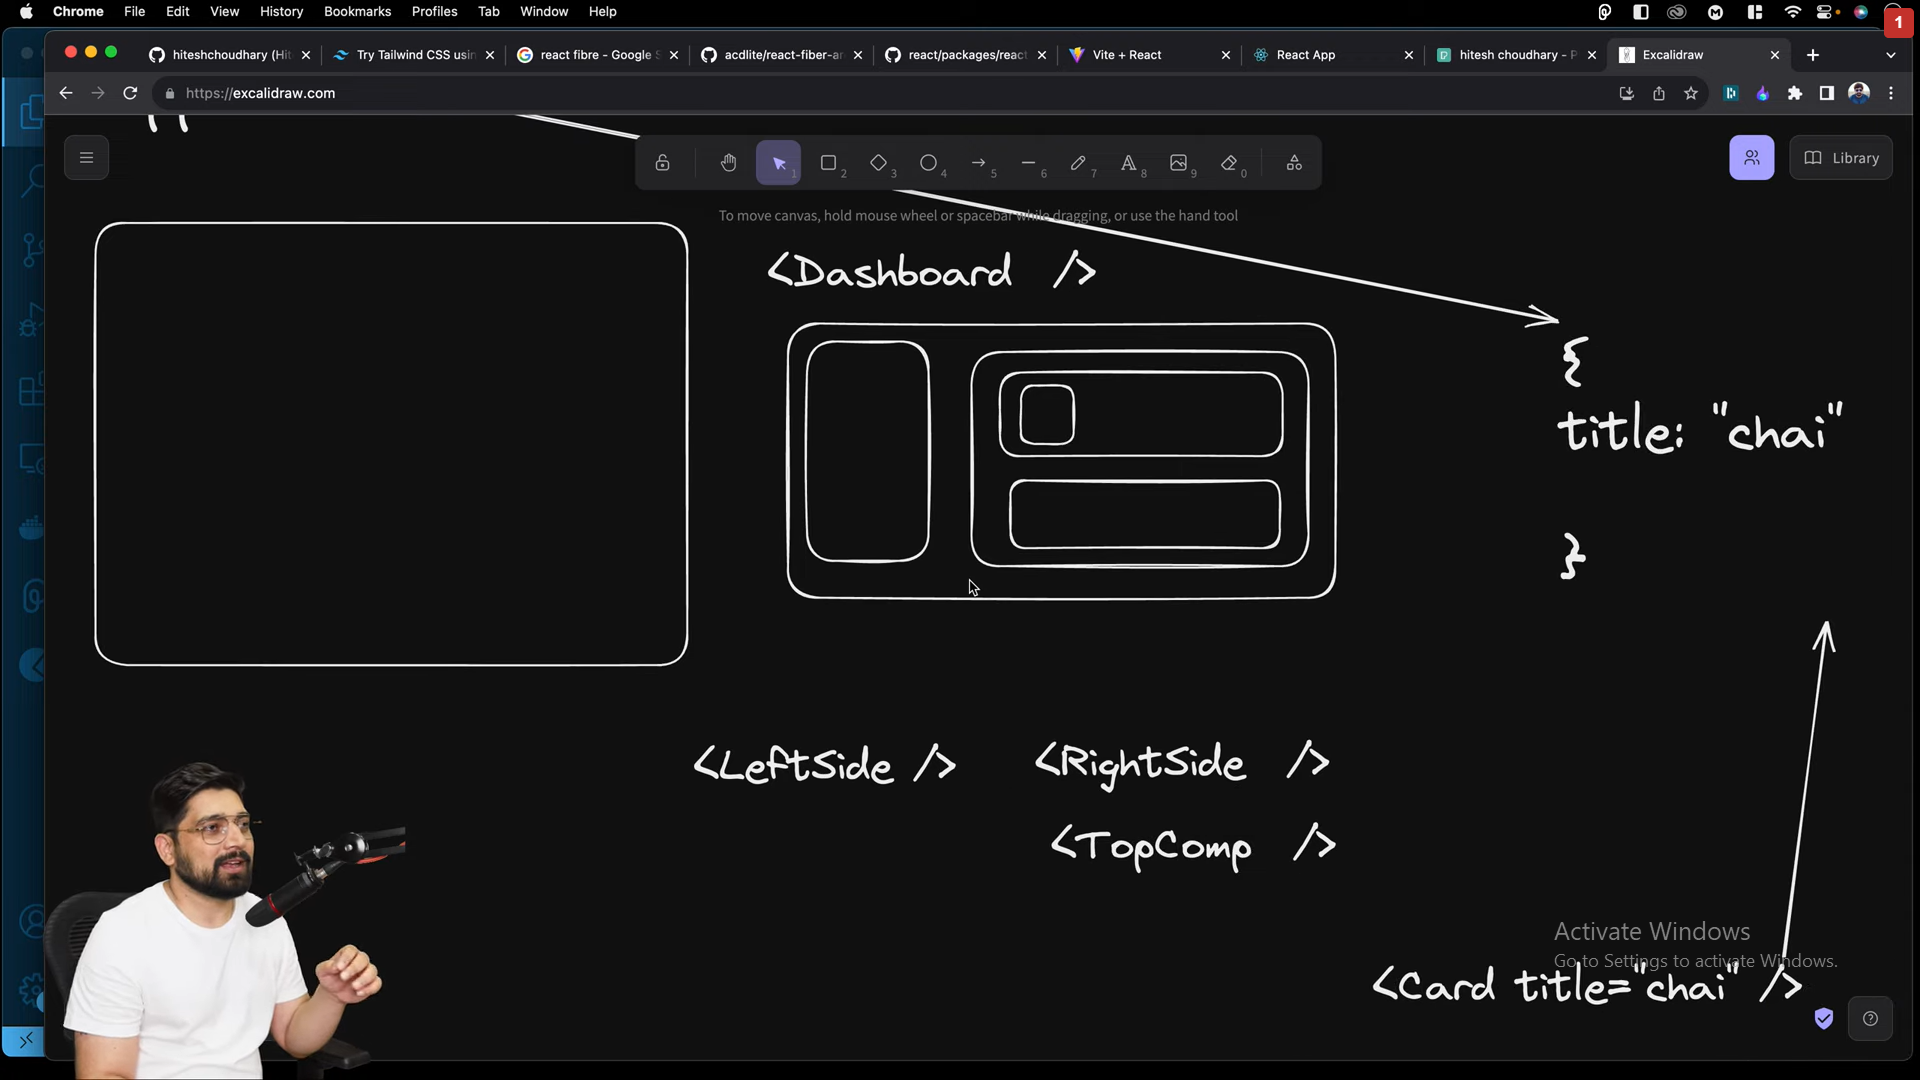 Chrome File Edit View History Bookmarks Profiles Tab Window Help
1
hiteshchoudhary (Hit
Try Tailwind CSS usin
react fibre - Google S
acdlite/react-fiber-ar
react/packages/react
Vite + React
React App
hitesh choudhary - P
Excalidraw
https://excalidraw.com
1 2 3 4 5 6 7 8 9 0
Library
To move canvas, hold mouse wheel or spacebar while dragging, or use the hand tool
<Dashboard />
{
title: "chai"
}
<LeftSide />
<RightSide />
<TopComp />
Activate Windows
Go to Settings to activate Windows.
<Card title="chai" />